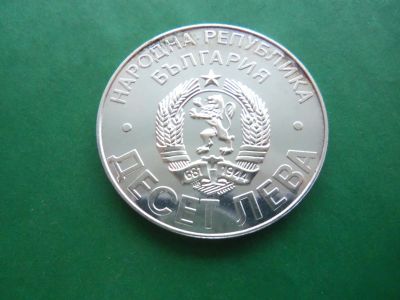 НАРОДНА РЕПУБЛИКА
БЪЛГАРИЯ
681 1944
ДЕСЕТ ЛЕВА